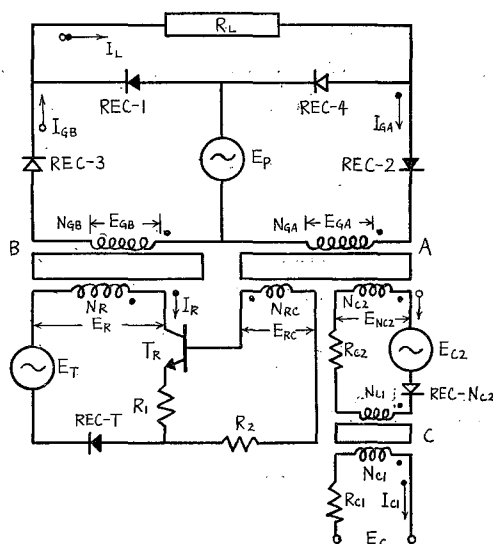 RL
IL
REC-1
REC-4
IGB
IGA
REC-3
EP
REC-2
NGB
EGB
NGA
EGA
B
A
NR
IR
NRC
NC2
ER
ERC
ENC2
ET
TR
RC2
EC2
R1
REC-NC2
REC-T
R2
NL1
C
NC1
RC1
IC1
EC